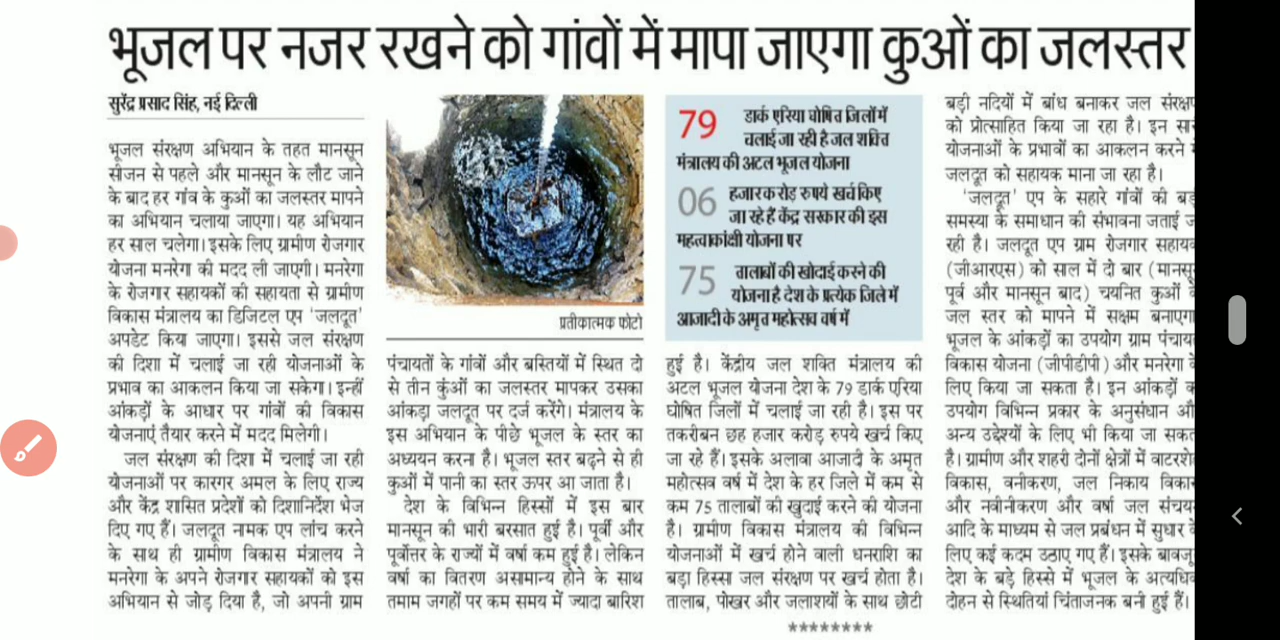 भूजल पर नजर रखने को गांवों में मापा जाएगा कुओं का जलस्तर
सुरेंद्र प्रसाद सिंह, नई दिल्ली
भूजल संरक्षण अभियान के तहत मानसून
सीजन से पहले और मानसून के लौट जाने
के बाद हर गांव के कुओं का जलस्तर मापने
का अभियान चलाया जाएगा। यह अभियान
हर साल चलेगा। इसके लिए ग्रामीण रोजगार
योजना मनरेगा की मदद ली जाएगी। मनरेगा
के रोजगार सहायकों की सहायता से ग्रामीण
विकास मंत्रालय का डिजिटल एप 'जलदूत'
अपडेट किया जाएगा। इससे जल संरक्षण
की दिशा में चलाई जा रही योजनाओं के
प्रभाव का आकलन किया जा सकेगा। इन्हीं
आंकड़ों के आधार पर गांवों की विकास
योजनाएं तैयार करने में मदद मिलेगी।
जल संरक्षण की दिशा में चलाई जा रही
योजनाओं पर कारगर अमल के लिए राज्य
और केंद्र शासित प्रदेशों को दिशानिर्देश भेज
दिए गए हैं। जलदूत नामक एप लांच करने
के साथ ही ग्रामीण विकास मंत्रालय ने
मनरेगा के अपने रोजगार सहायकों को इस
अभियान से जोड़ दिया है, जो अपनी ग्राम
प्रतीकात्मक फोटो
पंचायतों के गांवों और बस्तियों में स्थित दो
से तीन कुंओं का जलस्तर मापकर उसका
आंकड़ा जलदूत पर दर्ज करेंगे। मंत्रालय के
इस अभियान के पीछे भूजल के स्तर का
अध्ययन करना है। भूजल स्तर बढ़ने से ही
कुओं में पानी का स्तर ऊपर आ जाता है।
देश के विभिन्न हिस्सों में इस बार
मानसून की भारी बरसात हुई है। पूर्वी और
पूर्वोत्तर के राज्यों में वर्षा कम हुई है। लेकिन
वर्षा का वितरण असामान्य होने के साथ
तमाम जगहों पर कम समय में ज्यादा बारिश
79 डार्क एरिया घोषित जिलों में
चलाई जा रही है जल शक्ति
मंत्रालय की अटल भूजल योजना
06 हजार करोड़ रुपये खर्च किए
जा रहे हैं केंद्र सरकार की इस
महत्वाकांक्षी योजना पर
75 तालाबों की खोदाई करने की
योजना है देश के प्रत्येक जिले में
आजादी के अमृत महोत्सव वर्ष में
हुई है। केंद्रीय जल शक्ति मंत्रालय की
अटल भूजल योजना देश के 79 डार्क एरिया
घोषित जिलों में चलाई जा रही है। इस पर
तकरीबन छह हजार करोड़ रुपये खर्च किए
जा रहे हैं। इसके अलावा आजादी के अमृत
महोत्सव वर्ष में देश के हर जिले में कम से
कम 75 तालाबों की खुदाई करने की योजना
है। ग्रामीण विकास मंत्रालय की विभिन्न
योजनाओं में खर्च होने वाली धनराशि का
बड़ा हिस्सा जल संरक्षण पर खर्च होता है।
तालाब, पोखर और जलाशयों के साथ छोटी
बड़ी नदियों में बांध बनाकर जल
को प्रोत्साहित किया जा रहा है। इन
योजनाओं के प्रभावों का आकलन करने
जलदूत को सहायक माना जा रहा है।
'जलदूत' एप के सहारे गांवों की
समस्या के समाधान की संभावना जताई
रही है। जलदूत एप ग्राम रोजगार
(जीआरएस) को साल में दो बार
पूर्व और मानसून बाद) चयनित कुओं
जल स्तर को मापने में सक्षम बनाएगा
भूजल के आंकड़ों का उपयोग ग्राम
विकास योजना (जीपीडीपी) और मनरेगा
लिए किया जा सकता है। इन आंकड़ों
उपयोग विभिन्न प्रकार के अनुसंधान
अन्य उद्देश्यों के लिए भी किया जा
है। ग्रामीण और शहरी दोनों क्षेत्रों में
विकास, वनीकरण, जल निकाय
और नवीनीकरण और वर्षा जल
आदि के माध्यम से जल प्रबंधन में सुधार
लिए कई कदम उठाए गए हैं। इसके
देश के बड़े हिस्से में भूजल के
दोहन से स्थितियां चिंताजनक बनी हुई हैं।
********